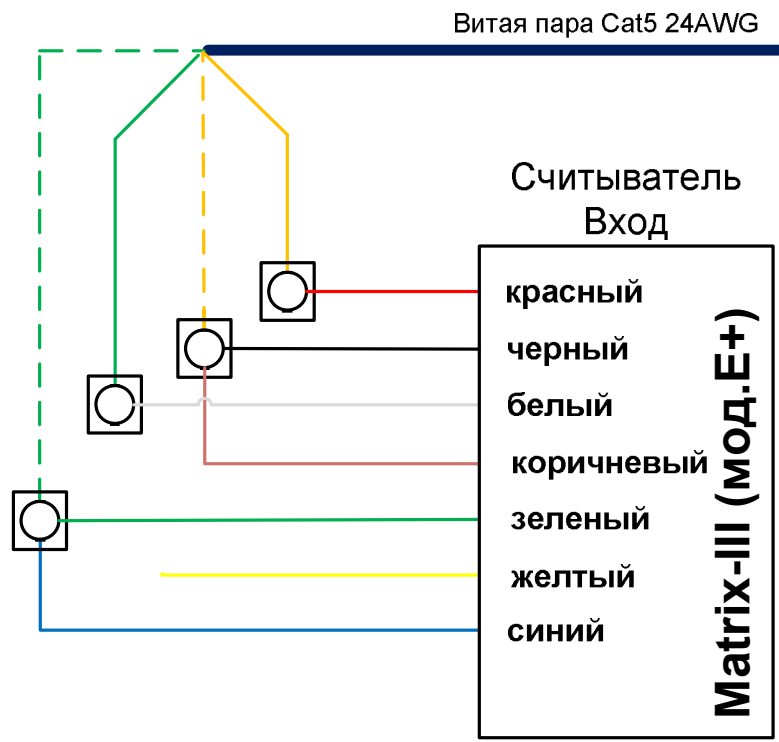 Витая пара Cat5 24AWG
Считыватель
Вход
красный
черный
белый
коричневый
зеленый
желтый
синий
Matrix-III (мод.E+)